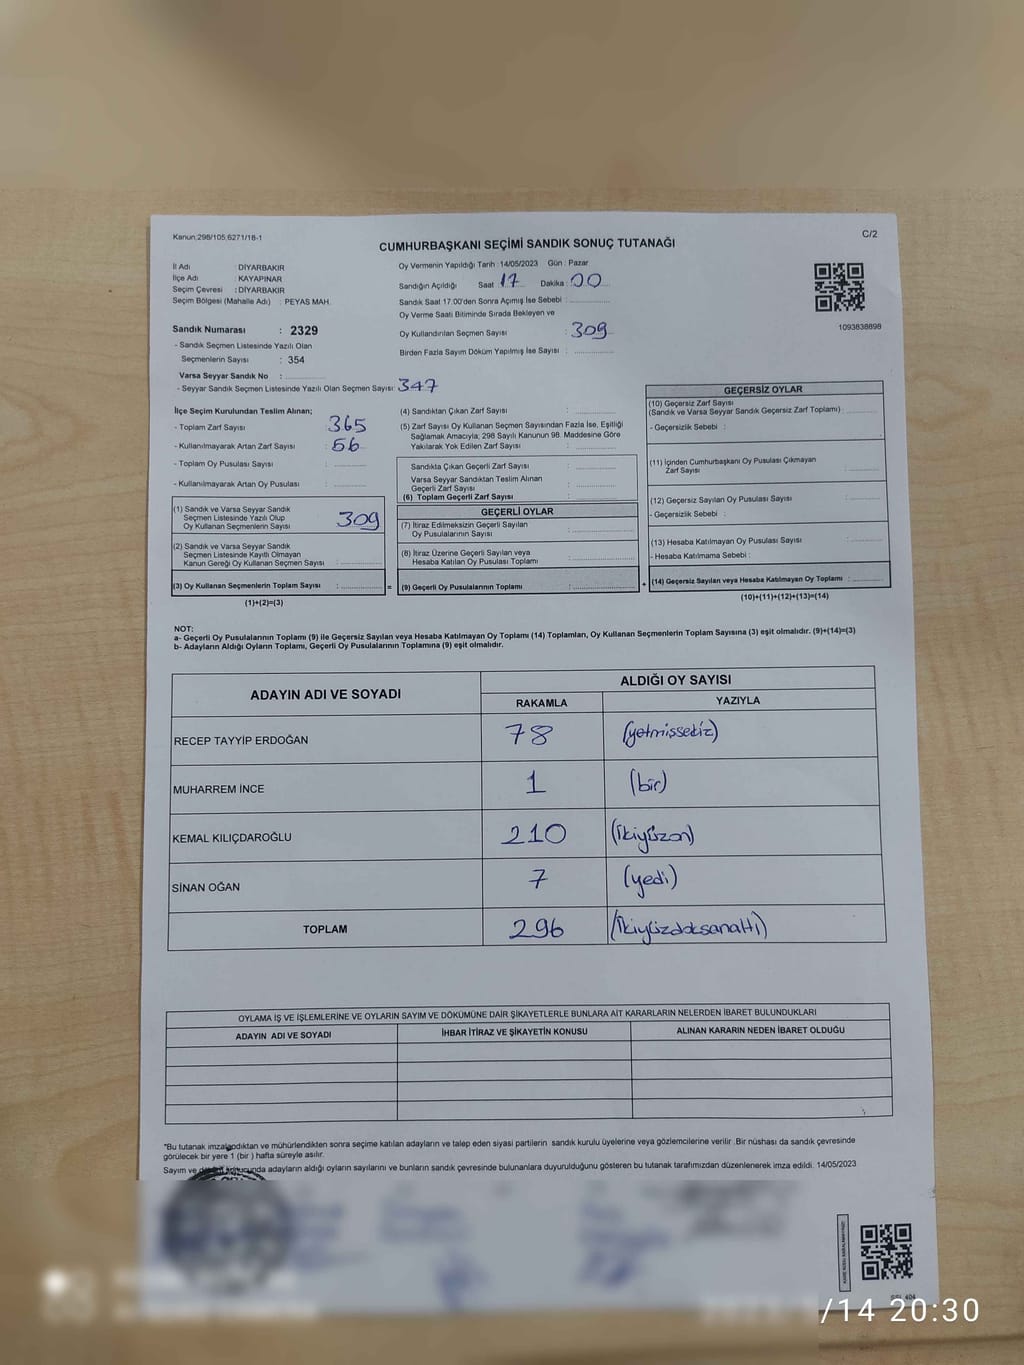 Kanun:298/105,6271/18-1
C/2
CUMHURBAŞKANI SEÇİMİ SANDIK SONUÇ TUTANAĞI
İl Adı : DİYARBAKIR
İlçe Adı : KAYAPINAR
Seçim Çevresi : DİYARBAKIR
Seçim Bölgesi (Mahalle Adı) : PEYAS MAH.
Sandık Numarası : 2329
- Sandık Seçmen Listesinde Yazılı Olan
Seçmenlerin Sayısı : 354
Varsa Seyyar Sandık No :
- Seyyar Sandık Seçmen Listesinde Yazılı Olan Seçmen Sayısı: 347
Oy Vermenin Yapıldığı Tarih :14/05/2023 Gün : Pazar
Sandığın Açıldığı Saat : 17 Dakika : 00
Sandık Saat 17.00'den Sonra Açımış İse Sebebi :
Oy Verme Saati Bitiminde Sırada Bekleyen ve
Oy Kullandırılan Seçmen Sayısı : 309
Birden Fazla Sayım Döküm Yapılmış İse Sayısı :
1093838898
İlçe Seçim Kurulundan Teslim Alınan;
- Toplam Zarf Sayısı : 365
- Kullanılmayarak Artan Zarf Sayısı : 56
- Toplam Oy Pusulası Sayısı :
- Kullanılmayarak Artan Oy Pusulası :
(1) Sandık ve Varsa Seyyar Sandık
Seçmen Listesinde Yazılı Olup
Oy Kullanan Seçmenlerin Sayısı 309
(2) Sandık ve Varsa Seyyar Sandık
Seçmen Listesinde Kayıtlı Olmayan
Kanun Gereği Oy Kullanan Seçmen Sayısı :
(3) Oy Kullanan Seçmenlerin Toplam Sayısı : =
(1)+(2)=(3)
(4) Sandıktan Çıkan Zarf Sayısı :
(5) Zarf Sayısı Oy Kullanan Seçmen Sayısından Fazla İse, Eşitliği
Sağlamak Amacıyla, 298 Sayılı Kanunun 98. Maddesine Göre
Yakılarak Yok Edilen Zarf Sayısı :
Sandıkta Çıkan Geçerli Zarf Sayısı :
Varsa Seyyar Sandıktan Teslim Alınan
Geçerli Zarf Sayısı :
(6) Toplam Geçerli Zarf Sayısı :
GEÇERLİ OYLAR
(7) İtiraz Edilmeksizin Geçerli Sayılan
Oy Pusulalarının Sayısı :
(8) İtiraz Üzerine Geçerli Sayılan veya
Hesaba Katılan Oy Pusulası Toplamı :
(9) Geçerli Oy Pusulalarının Toplamı : +
GEÇERSİZ OYLAR
(10) Geçersiz Zarf Sayısı
(Sandık ve Varsa Seyyar Sandık Geçersiz Zarf Toplamı) :
- Geçersizlik Sebebi :
(11) İçinden Cumhurbaşkanı Oy Pusulası Çıkmayan
Zarf Sayısı :
(12) Geçersiz Sayılan Oy Pusulası Sayısı :
- Geçersizlik Sebebi :
(13) Hesaba Katılmayan Oy Pusulası Sayısı :
- Hesaba Katılmama Sebebi :
(14) Geçersiz Sayılan veya Hesaba Katılmayan Oy Toplamı :
(10)+(11)+(12)+(13)=(14)
NOT:
a- Geçerli Oy Pusulalarının Toplamı (9) ile Geçersiz Sayılan veya Hesaba Katılmayan Oy Toplamı (14) Toplamları, Oy Kullanan Seçmenlerin Toplam Sayısına (3) eşit olmalıdır. (9)+(14)=(3)
b- Adayların Aldığı Oyların Toplamı, Geçerli Oy Pusulalarının Toplamına (9) eşit olmalıdır.
ADAYIN ADI VE SOYADI
ALDIĞI OY SAYISI
RAKAMLA YAZIYLA
RECEP TAYYİP ERDOĞAN 78 (yetmişsekiz)
MUHARREM İNCE 1 (bir)
KEMAL KILIÇDAROĞLU 210 (İkiyüzon)
SİNAN OĞAN 7 (yedi)
TOPLAM 296 (İkiyüzdoksanaltı)
OYLAMA İŞ VE İŞLEMLERİNE VE OYLARIN SAYIM VE DÖKÜMÜNE DAİR ŞİKAYETLERLE BUNLARA AİT KARARLARIN NELERDEN İBARET BULUNDUKLARI
ADAYIN ADI VE SOYADI İHBAR İTİRAZ VE ŞİKAYETİN KONUSU ALINAN KARARIN NEDEN İBARET OLDUĞU
*Bu tutanak imzalandıktan ve mühürlendikten sonra seçime katılan adayların ve talep eden siyasi partilerin sandık kurulu üyelerine veya gözlemcilerine verilir .Bir nüshası da sandık çevresinde
görülecek bir yere 1 (bir ) hafta süreyle asılır.
Sayım ve sonucunda adayların aldığı oyların sayılarını ve bunların sandık çevresinde bulunanlara duyurulduğunu gösteren bu tutanak tarafımızdan düzenlenerek imza edildi. 14/05/2023
/14 20:30